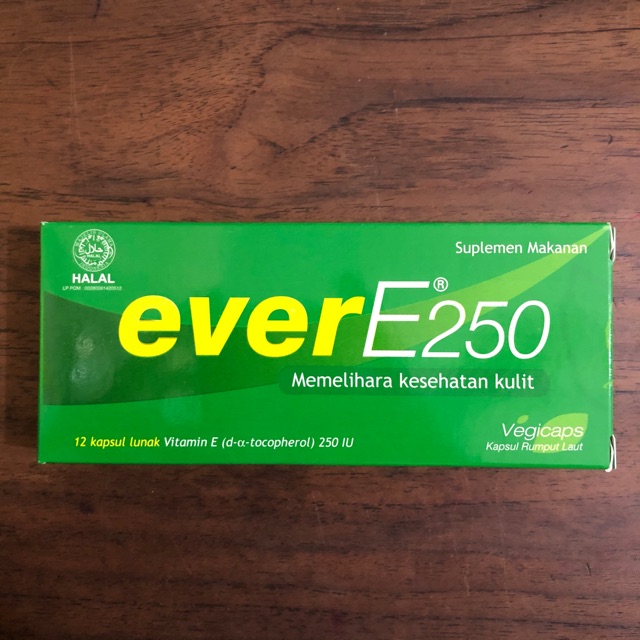 HALAL
Suplemen Makanan
everE®250
Memelihara kesehatan kulit
12 kapsul lunak Vitamin E (d-α-tocopherol) 250 IU
Vegicaps
Kapsul Rumput Laut